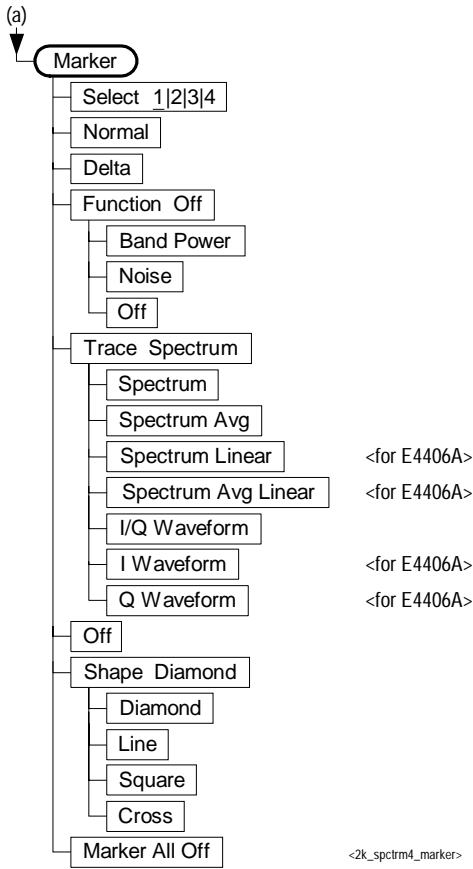 (a)
Marker
Select 1|2|3|4
Normal
Delta
Function Off
Band Power
Noise
Off
Trace Spectrum
Spectrum
Spectrum Avg
Spectrum Linear <for E4406A>
Spectrum Avg Linear <for E4406A>
I/Q Waveform
I Waveform <for E4406A>
Q Waveform <for E4406A>
Off
Shape Diamond
Diamond
Line
Square
Cross
Marker All Off <2k_spctrm4_marker>